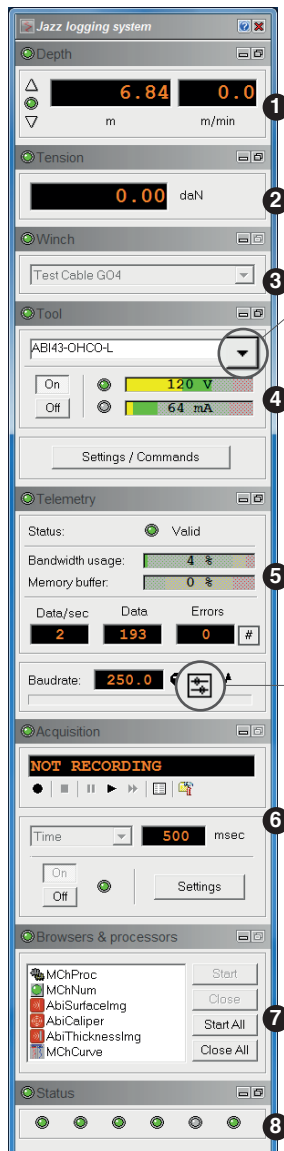 Jazz logging system
Depth
6.84 0.0
m m/min
1
Tension
0.00 daN
2
Winch
Test Cable GO4
3
Tool
ABI43-OHCO-L
On 120 V
Off 64 mA
4
Settings / Commands
Telemetry
Status: Valid
Bandwidth usage: 4 %
Memory buffer: 0 %
5
Data/sec Data Errors
2 193 0 #
Baudrate: 250.0
Acquisition
NOT RECORDING
6
Time 500 msec
On
Off Settings
Browsers & processors
MChProc Start
MChNum Close
AbiSurfaceImg
AbiCaliper Start All
7
AbiThicknessImg
MChCurve Close All
Status
8